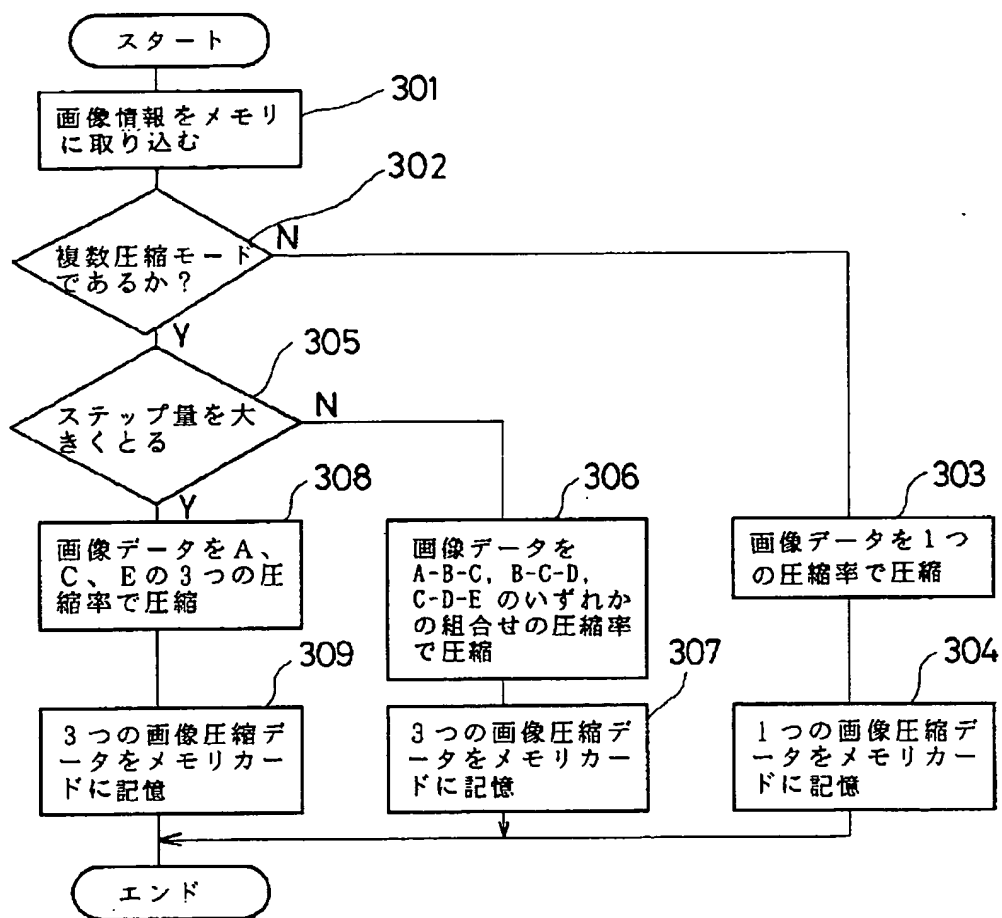 スタート
301
画像情報をメモリ
に取り込む
302
複数圧縮モード
であるか?
N
Y
305
ステップ量を大
きくとる
N
Y
308
画像データをA、
C、Eの3つの圧
縮率で圧縮
306
画像データを
A-B-C, B-C-D,
C-D-Eのいずれか
の組合せの圧縮率
で圧縮
303
画像データを1つ
の圧縮率で圧縮
309
3つの画像圧縮デ
ータをメモリカー
ドに記憶
307
3つの画像圧縮デ
ータをメモリカー
ドに記憶
304
1つの画像圧縮デ
ータをメモリカー
ドに記憶
エンド